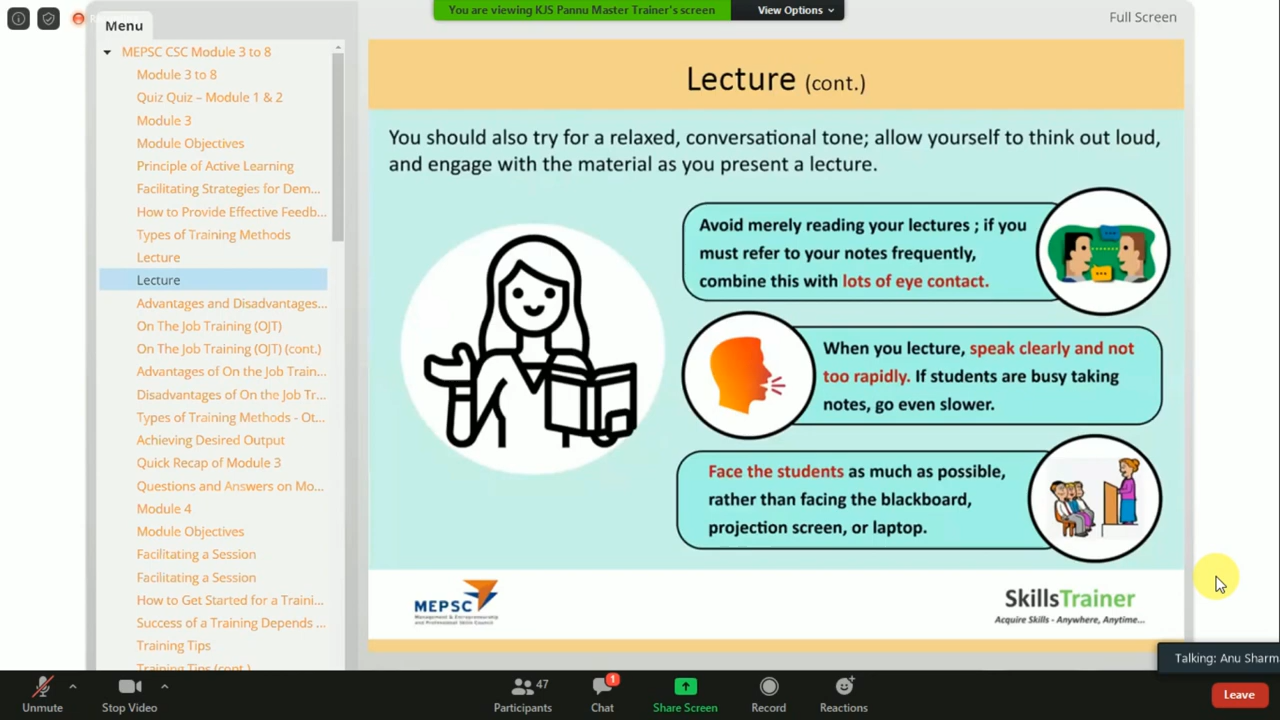 You are viewing KJS Pannu Master Trainer's screen
View Options
Full Screen
Menu
MEPSC CSC Module 3 to 8
Module 3 to 8
Quiz Quiz – Module 1 & 2
Module 3
Module Objectives
Principle of Active Learning
Facilitating Strategies for Dem...
How to Provide Effective Feedb...
Types of Training Methods
Lecture
Lecture
Advantages and Disadvantages...
On The Job Training (OJT)
On The Job Training (OJT) (cont.)
Advantages of On the Job Train...
Disadvantages of On the Job Tr...
Types of Training Methods - Ot...
Achieving Desired Output
Quick Recap of Module 3
Questions and Answers on Mo...
Module 4
Module Objectives
Facilitating a Session
Facilitating a Session
How to Get Started for a Traini...
Success of a Training Depends ...
Training Tips
Training Tips (cont.)
Lecture (cont.)
You should also try for a relaxed, conversational tone; allow yourself to think out loud,
and engage with the material as you present a lecture.
Avoid merely reading your lectures ; if you
must refer to your notes frequently,
combine this with lots of eye contact.
When you lecture, speak clearly and not
too rapidly. If students are busy taking
notes, go even slower.
Face the students as much as possible,
rather than facing the blackboard,
projection screen, or laptop.
MEPSC
Management & Entrepreneurship
and Professional Skills Council
SkillsTrainer
Acquire Skills - Anywhere, Anytime...
Talking: Anu Sharm
Unmute
Stop Video
47
Participants
1
Chat
Share Screen
Record
Reactions
Leave